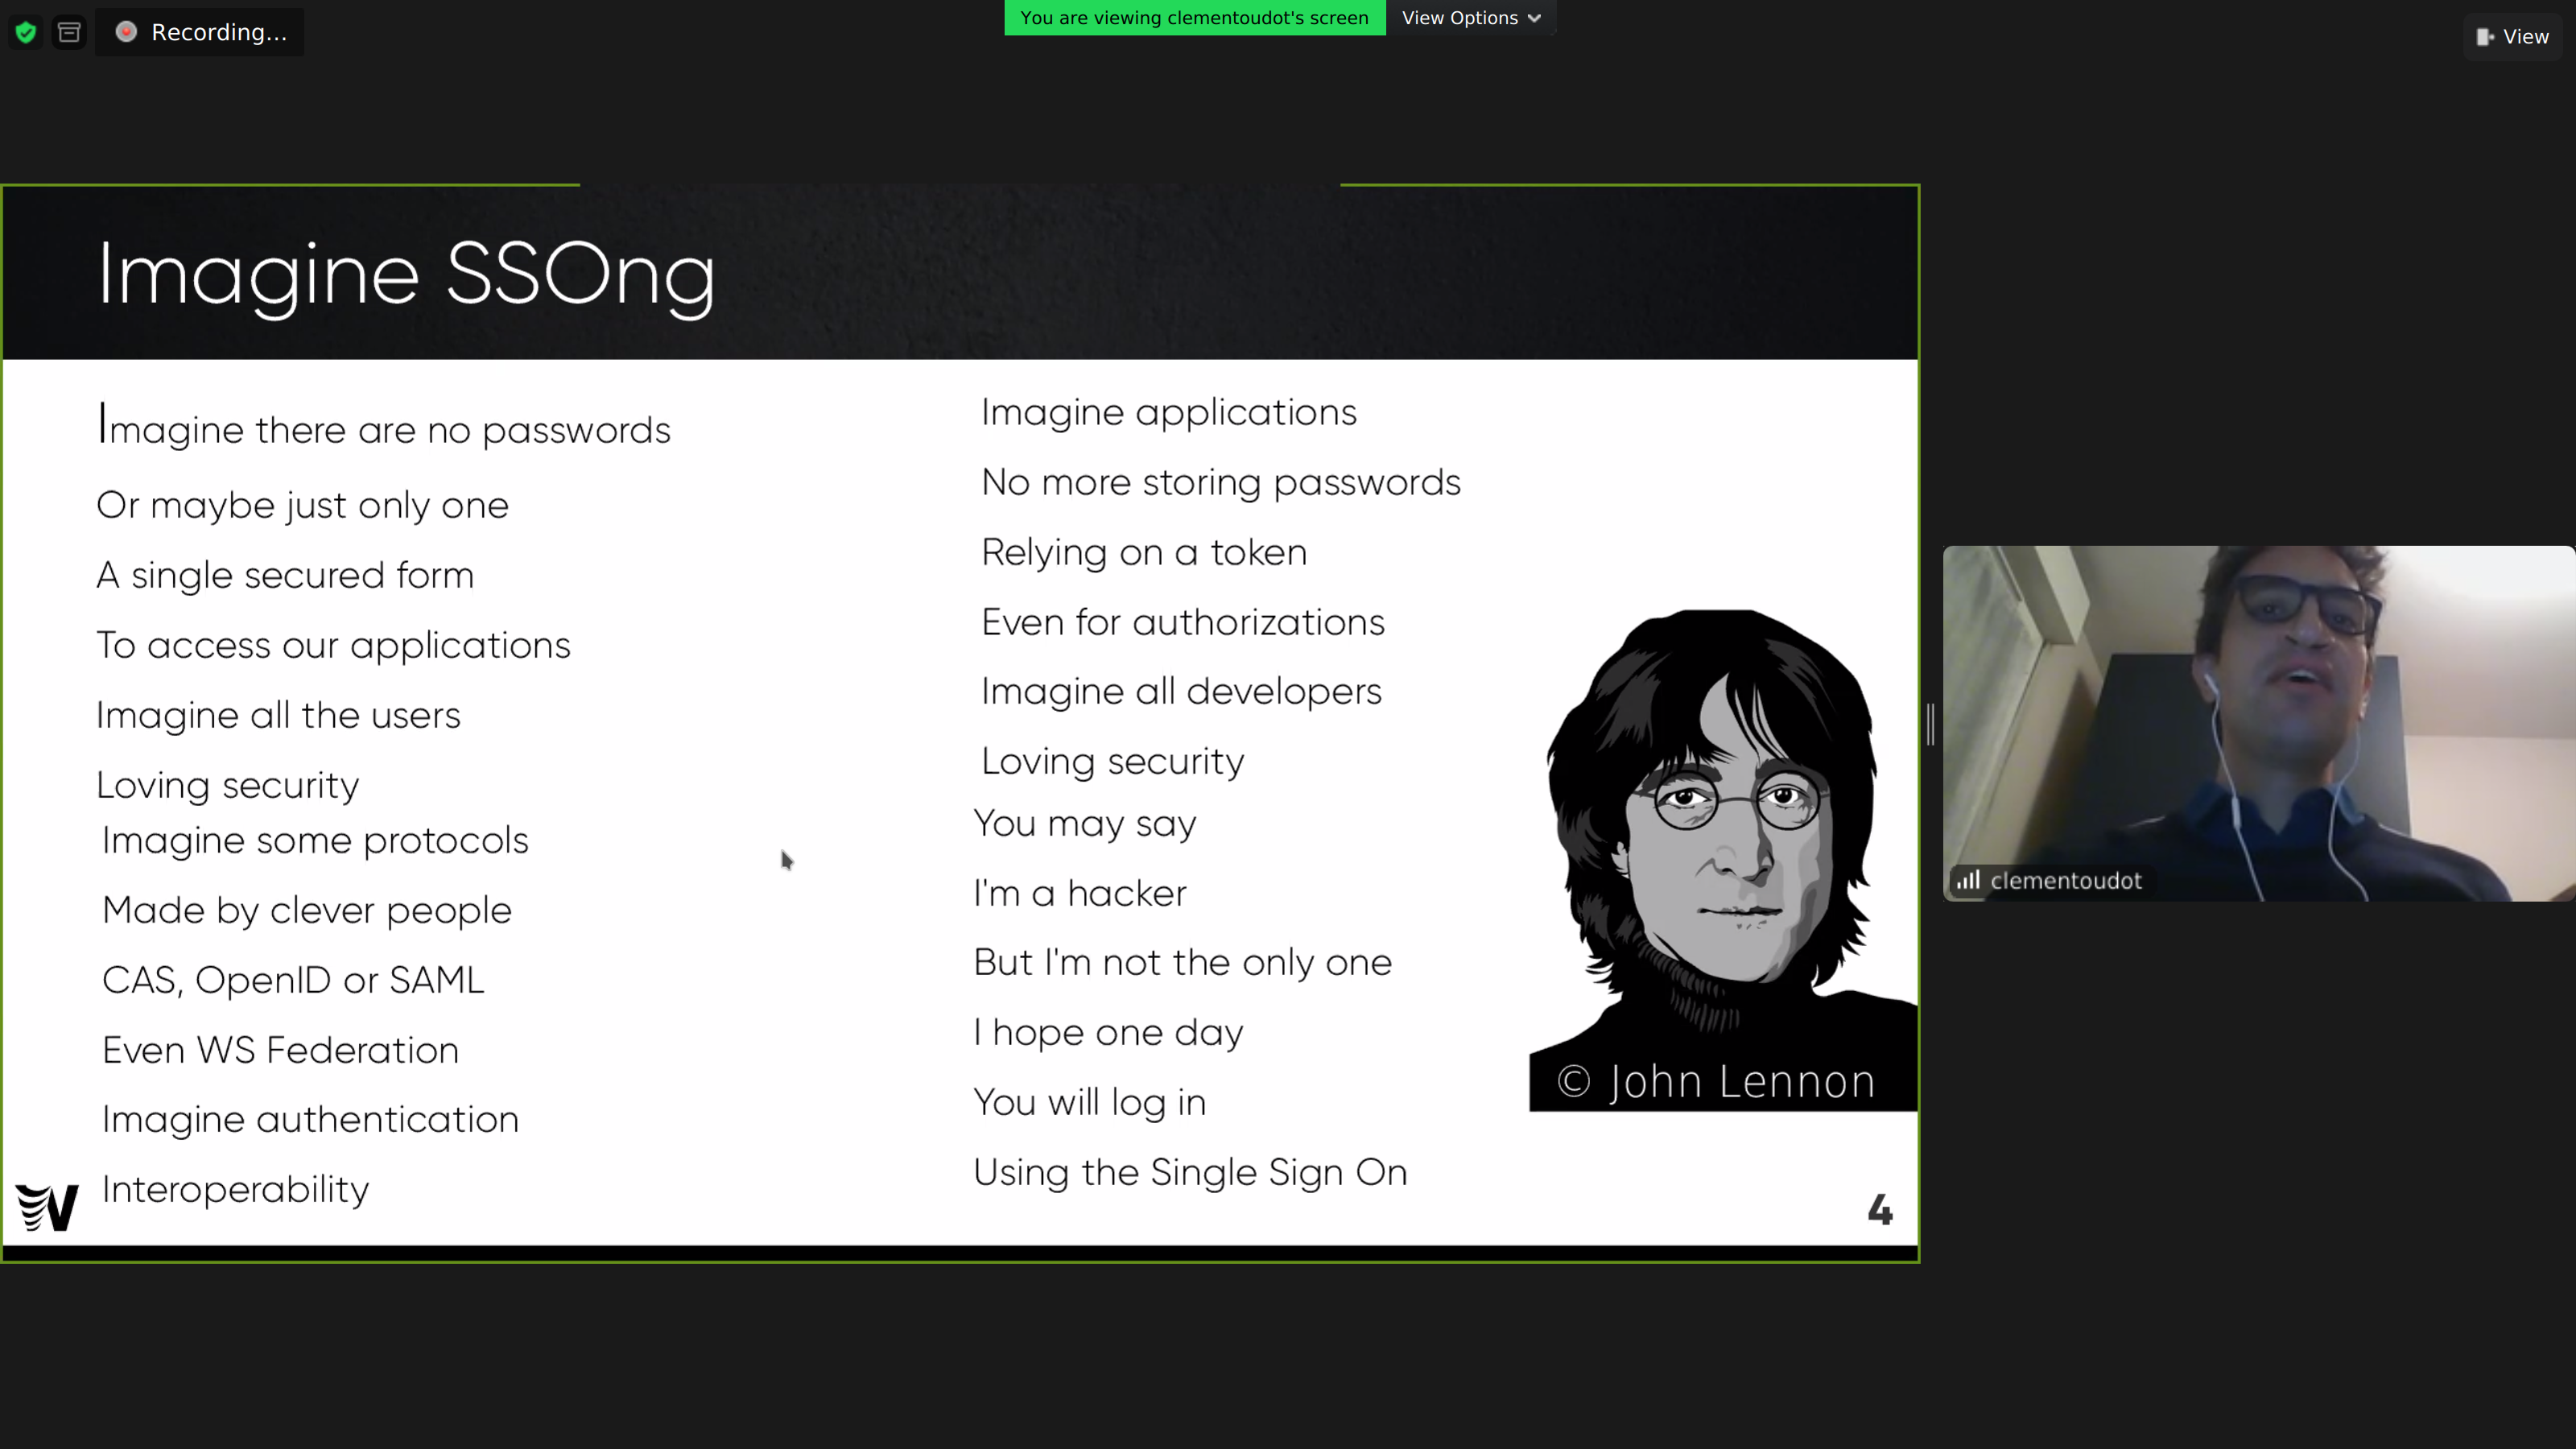 Recording...
You are viewing clementoudot's screen
View Options
View
Imagine SSOng
Imagine there are no passwords
Or maybe just only one
A single secured form
To access our applications
Imagine all the users
Loving security
Imagine some protocols
Made by clever people
CAS, OpenID or SAML
Even WS Federation
Imagine authentication
Interoperability
Imagine applications
No more storing passwords
Relying on a token
Even for authorizations
Imagine all developers
Loving security
You may say
I'm a hacker
But I'm not the only one
I hope one day
You will log in
Using the Single Sign On
© John Lennon
W
4
clementoudot